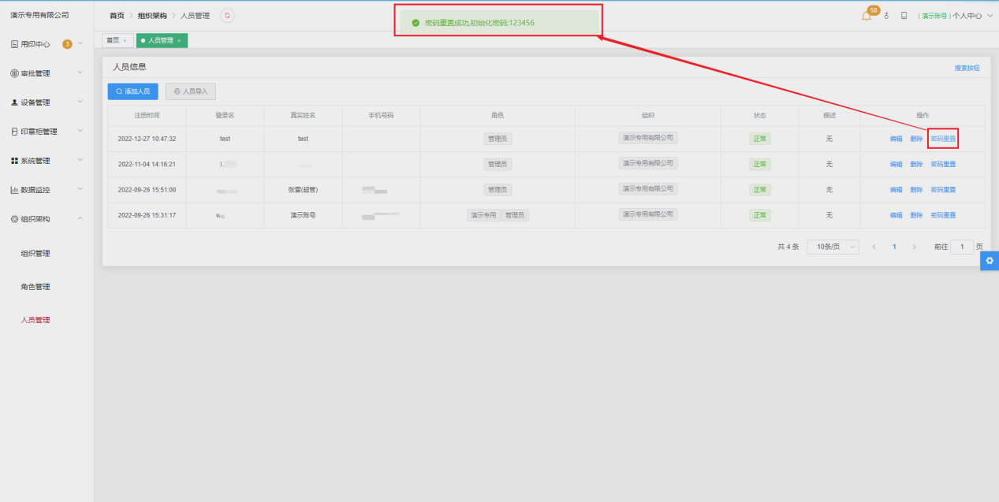 演示专用有限公司
首页 > 组织架构 > 人员管理
密码重置成功,初始化密码:123456
58
(演示账号) 个人中心
用印中心 3
审批管理
设备管理
印章柜管理
系统管理
数据监控
组织架构
组织管理
角色管理
人员管理
首页 × 人员管理 ×
人员信息 搜索按钮
添加人员 人员导入
注册时间 登录名 真实姓名 手机号码 角色 组织 状态 描述 操作
2022-12-27 10:47:32 test test 管理员 演示专用有限公司 正常 无 编辑 删除 密码重置
2022-11-04 14:16:21 管理员 演示专用有限公司 正常 无 编辑 删除 密码重置
2022-09-26 15:51:00 张雷(超管) 管理员 演示专用有限公司 正常 无 编辑 删除 密码重置
2022-09-26 15:31:17 演示账号 演示专用 管理员 演示专用有限公司 正常 无 编辑 删除 密码重置
共 4 条 10条/页 < 1 > 前往 1 页